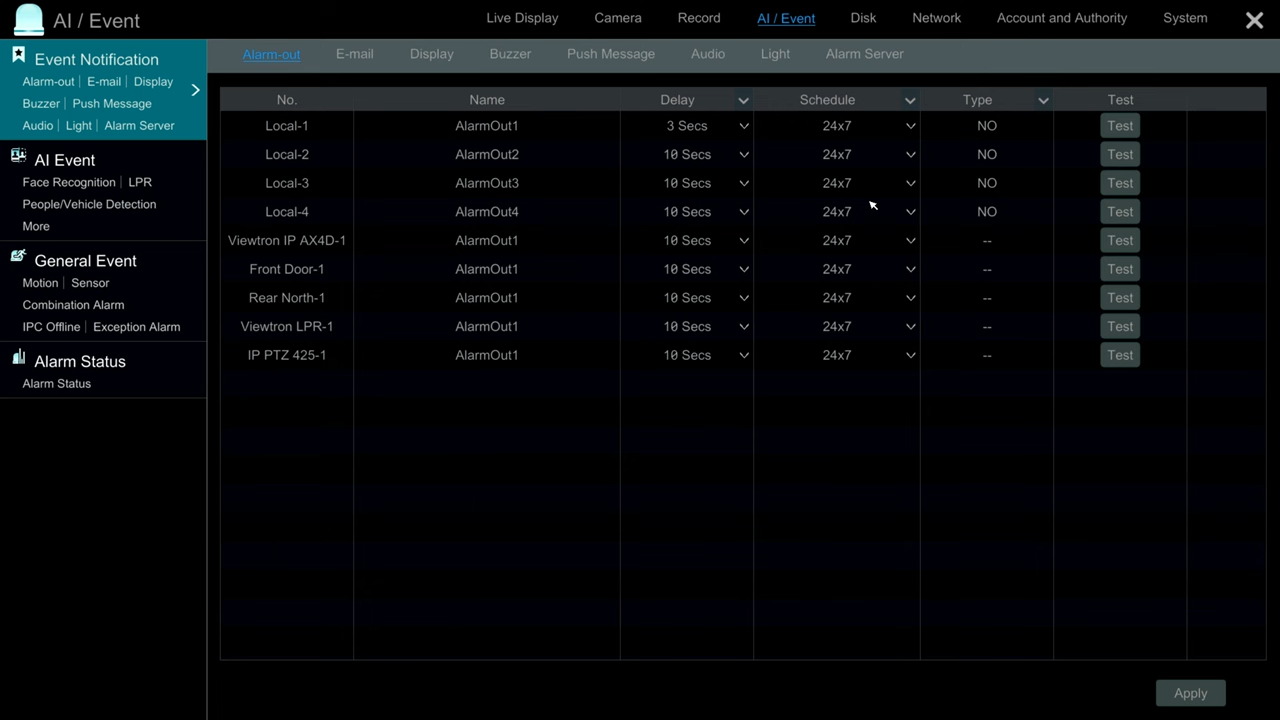 AI / Event
Live Display Camera Record AI / Event Disk Network Account and Authority System
Event Notification
Alarm-out | E-mail | Display
Buzzer | Push Message
Audio | Light | Alarm Server
AI Event
Face Recognition | LPR
People/Vehicle Detection
More
General Event
Motion | Sensor
Combination Alarm
IPC Offline | Exception Alarm
Alarm Status
Alarm Status
Alarm-out E-mail Display Buzzer Push Message Audio Light Alarm Server
No. Name Delay Schedule Type Test
Local-1 AlarmOut1 3 Secs 24x7 NO Test
Local-2 AlarmOut2 10 Secs 24x7 NO Test
Local-3 AlarmOut3 10 Secs 24x7 NO Test
Local-4 AlarmOut4 10 Secs 24x7 NO Test
Viewtron IP AX4D-1 AlarmOut1 10 Secs 24x7 -- Test
Front Door-1 AlarmOut1 10 Secs 24x7 -- Test
Rear North-1 AlarmOut1 10 Secs 24x7 -- Test
Viewtron LPR-1 AlarmOut1 10 Secs 24x7 -- Test
IP PTZ 425-1 AlarmOut1 10 Secs 24x7 -- Test
Apply